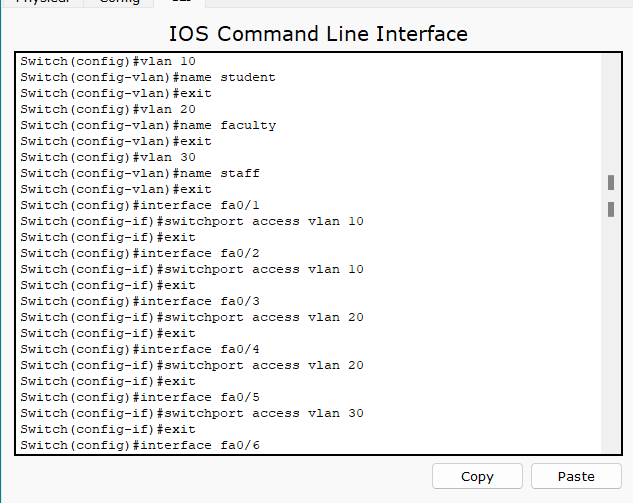 Config
IOS Command Line Interface
Switch(config)#vlan 10
Switch(config-vlan)#name student
Switch(config-vlan)#exit
Switch(config)#vlan 20
Switch(config-vlan)#name faculty
Switch(config-vlan)#exit
Switch(config)#vlan 30
Switch(config-vlan)#name staff
Switch(config-vlan)#exit
Switch(config)#interface fa0/1
Switch(config-if)#switchport access vlan 10
Switch(config-if)#exit
Switch(config)#interface fa0/2
Switch(config-if)#switchport access vlan 10
Switch(config-if)#exit
Switch(config)#interface fa0/3
Switch(config-if)#switchport access vlan 20
Switch(config-if)#exit
Switch(config)#interface fa0/4
Switch(config-if)#switchport access vlan 20
Switch(config-if)#exit
Switch(config)#interface fa0/5
Switch(config-if)#switchport access vlan 30
Switch(config-if)#exit
Switch(config)#interface fa0/6
Copy Paste